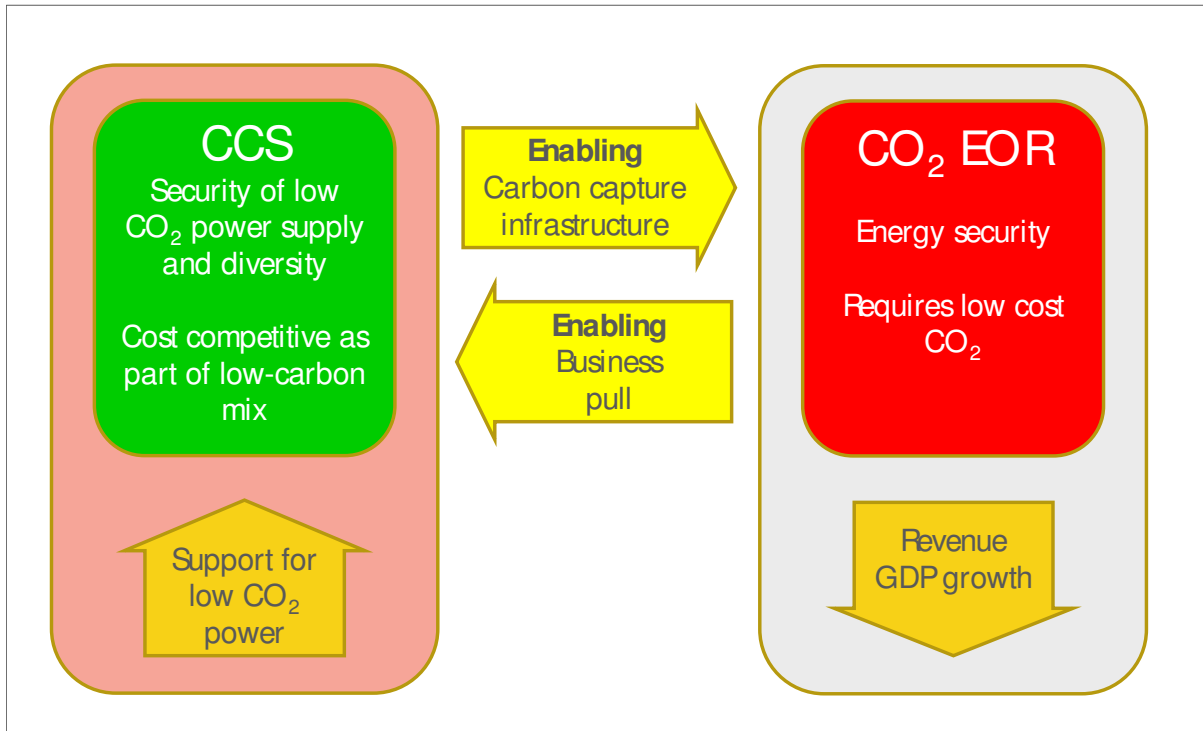 CCS
Security of low
CO₂ power supply
and diversity
Cost competitive as
part of low-carbon
mix
Support for
low CO₂
power
Enabling
Carbon capture
infrastructure
Enabling
Business
pull
CO₂ EOR
Energy security
Requires low cost
CO₂
Revenue
GDP growth